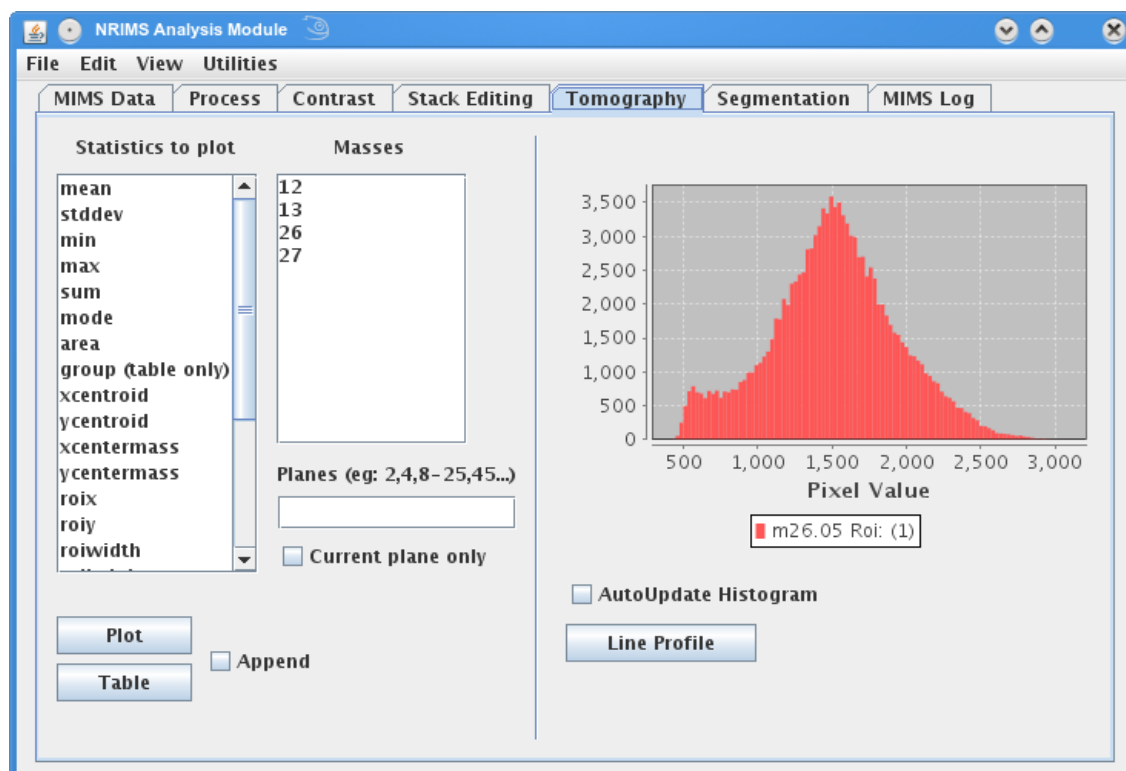 NRIMS Analysis Module
File Edit View Utilities
MIMS Data Process Contrast Stack Editing Tomography Segmentation MIMS Log
Statistics to plot
mean
stddev
min
max
sum
mode
area
group (table only)
xcentroid
ycentroid
xcentermass
ycentermass
roix
roiy
roiwidth
Masses
12
13
26
27
Planes (eg: 2,4,8-25,45...)
Current plane only
Plot
Table
Append
3,500
3,000
2,500
2,000
1,500
1,000
500
0
500 1,000 1,500 2,000 2,500 3,000
Pixel Value
m26.05 Roi: (1)
AutoUpdate Histogram
Line Profile